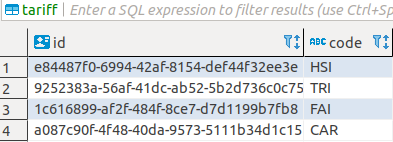 tariff Enter a SQL expression to filter results (use Ctrl+Sp
id ABC code
1 e84487f0-6994-42af-8154-def44f32ee3e HSI
2 9252383a-56af-41dc-ab52-5b2d736c0c75 TRI
3 1c616899-af2f-484f-8ce7-d7d1199b7fb8 FAI
4 a087c90f-4f48-40da-9573-5111b34d1c15 CAR